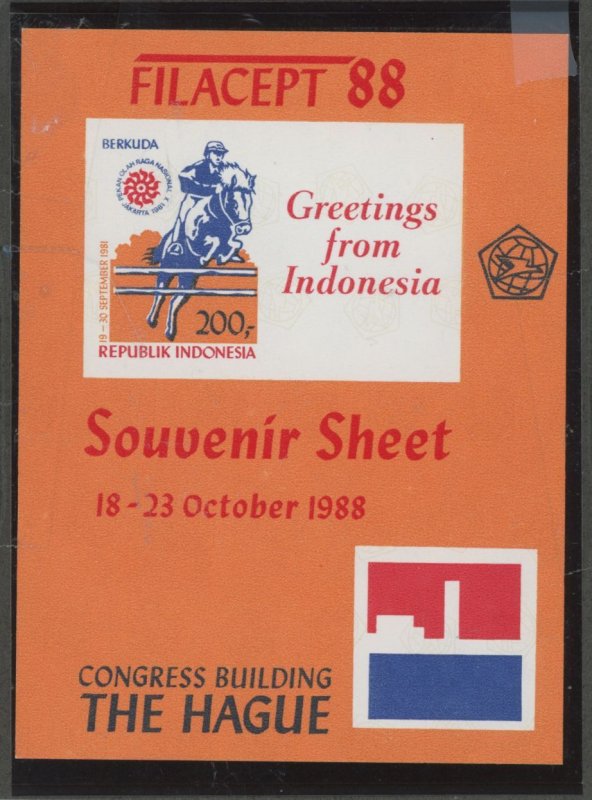 FILACEPT 88
BERKUDA
PEKAN OLAH RAGA NASIONAL X
JAKARTA 1981
19-30 SEPTEMBER 1981
200,-
REPUBLIK INDONESIA
Greetings
from
Indonesia
Souvenir Sheet
18-23 October 1988
CONGRESS BUILDING
THE HAGUE